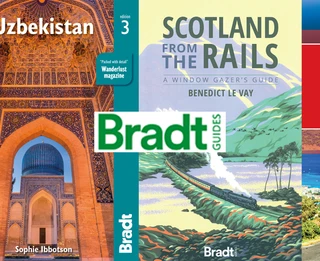 Uzbekistan
edition
3
"Packed with detail"
Wanderlust
magazine
Bradt
Sophie Ibbotson
SCOTLAND
FROM
THE RAILS
A WINDOW GAZER'S GUIDE
BENEDICT LE VAY
Bradt
Bradt
GUIDES